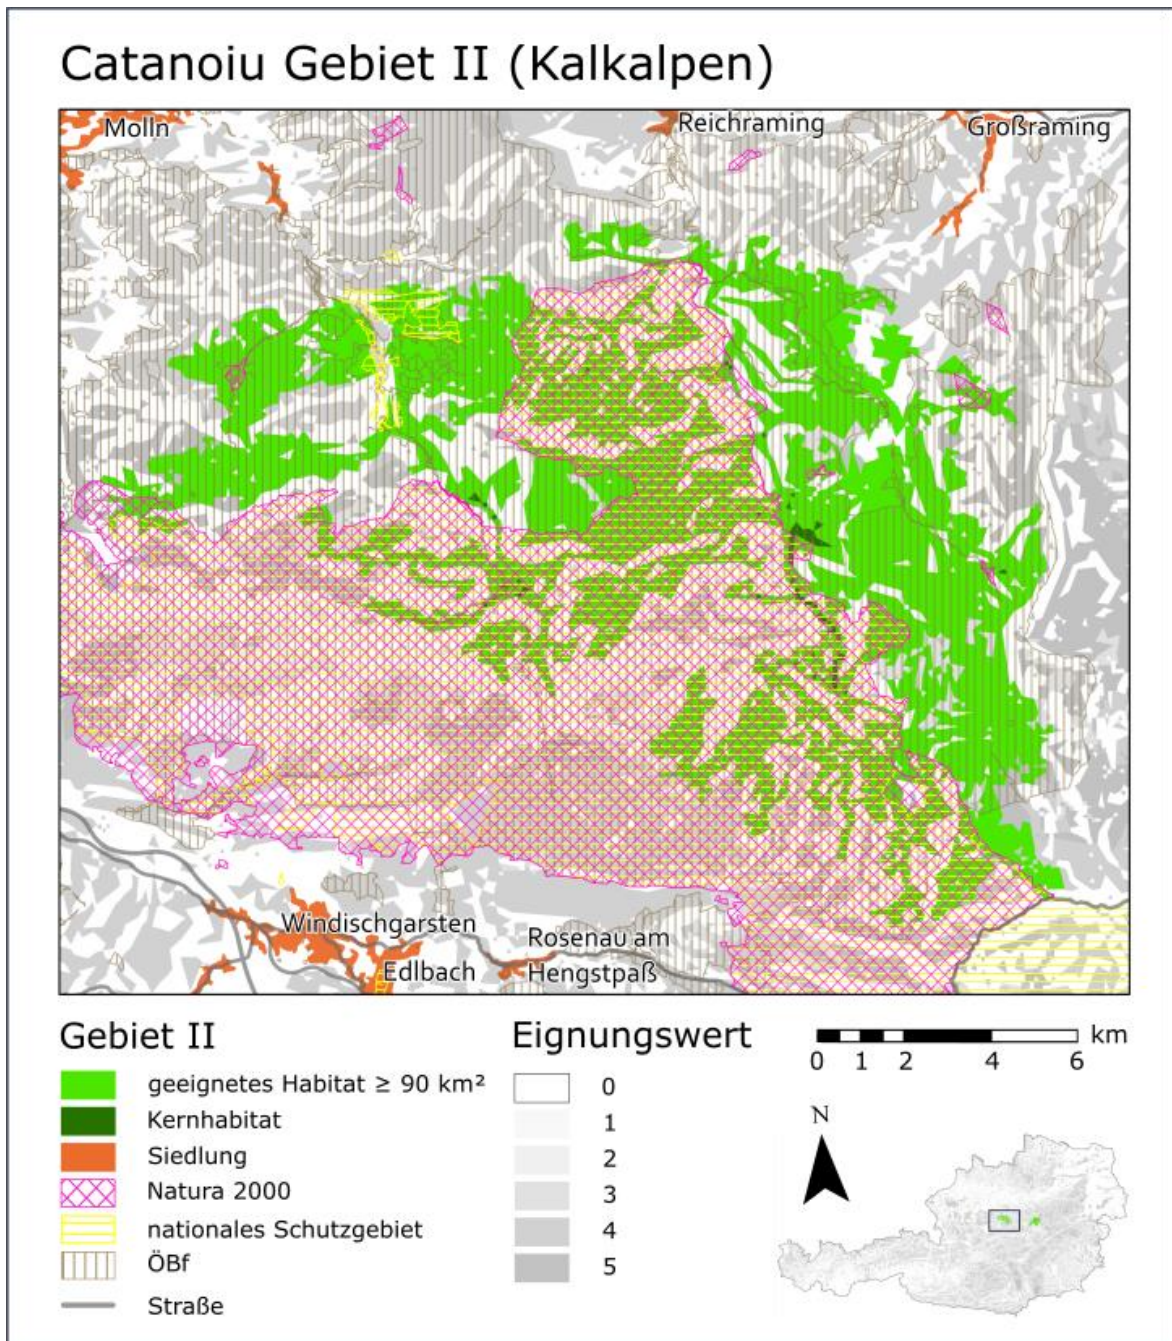 Catanoiu Gebiet II (Kalkalpen)
Molln
Reichraming
Großraming
Windischgarsten
Edlbach
Rosenau am
Hengstpaß
Gebiet II
geeignetes Habitat ≥ 90 km²
Kernhabitat
Siedlung
Natura 2000
nationales Schutzgebiet
ÖBf
Straße
Eignungswert
0
1
2
3
4
5
km
0 1 2 4 6
N